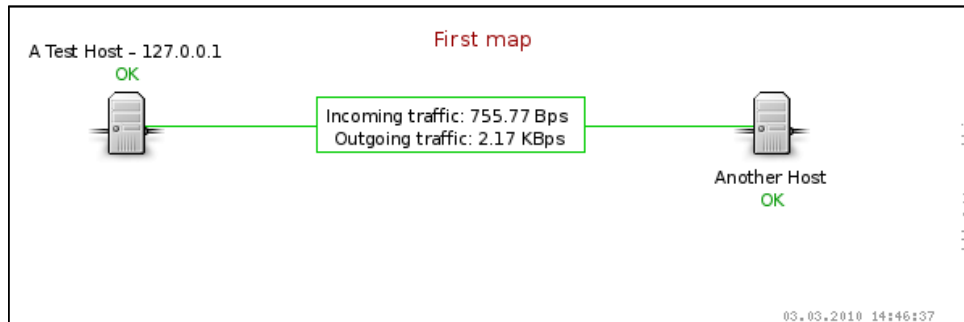 First map
A Test Host – 127.0.0.1
OK
Incoming traffic: 755.77 Bps
Outgoing traffic: 2.17 KBps
Another Host
OK
03.03.2010 14:46:37